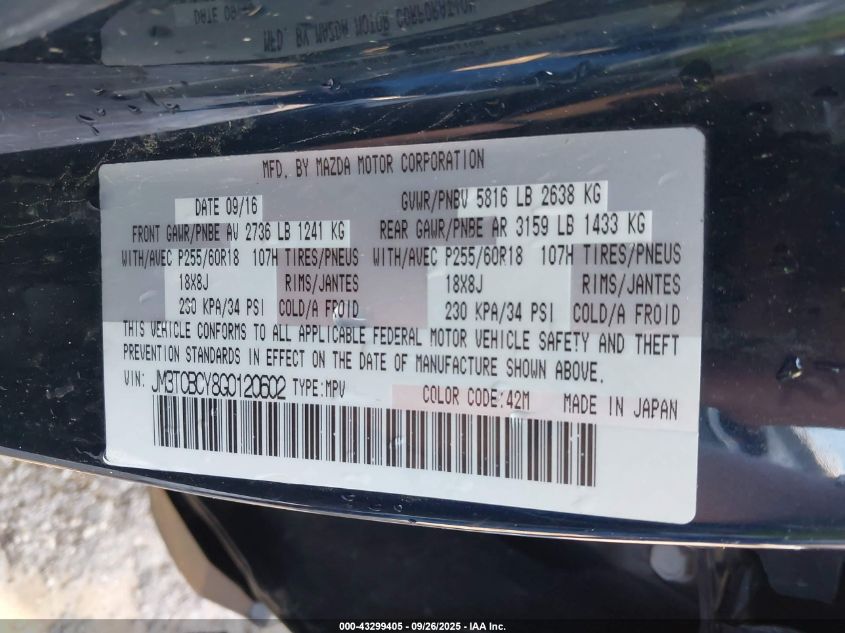 MFD. BY MAZDA MOTOR CORPORATION
DATE 09/16 GVWR/PNBV 5816 LB 2638 KG
FRONT GAWR/PNBE AV 2736 LB 1241 KG REAR GAWR/PNBE AR 3159 LB 1433 KG
WITH/AVEC P255/60R18 107H TIRES/PNEUS WITH/AVEC P255/60R18 107H TIRES/PNEUS
18X8J RIMS/JANTES 18X8J RIMS/JANTES
230 KPA/34 PSI COLD/A FROID 230 KPA/34 PSI COLD/A FROID
THIS VEHICLE CONFORMS TO ALL APPLICABLE FEDERAL MOTOR VEHICLE SAFETY AND THEFT
PREVENTION STANDARDS IN EFFECT ON THE DATE OF MANUFACTURE SHOWN ABOVE.
VIN: JM3TCBCY8G0120602 TYPE:MPV COLOR CODE:42M MADE IN JAPAN
000-43299405 - 09/26/2025 - IAA Inc.